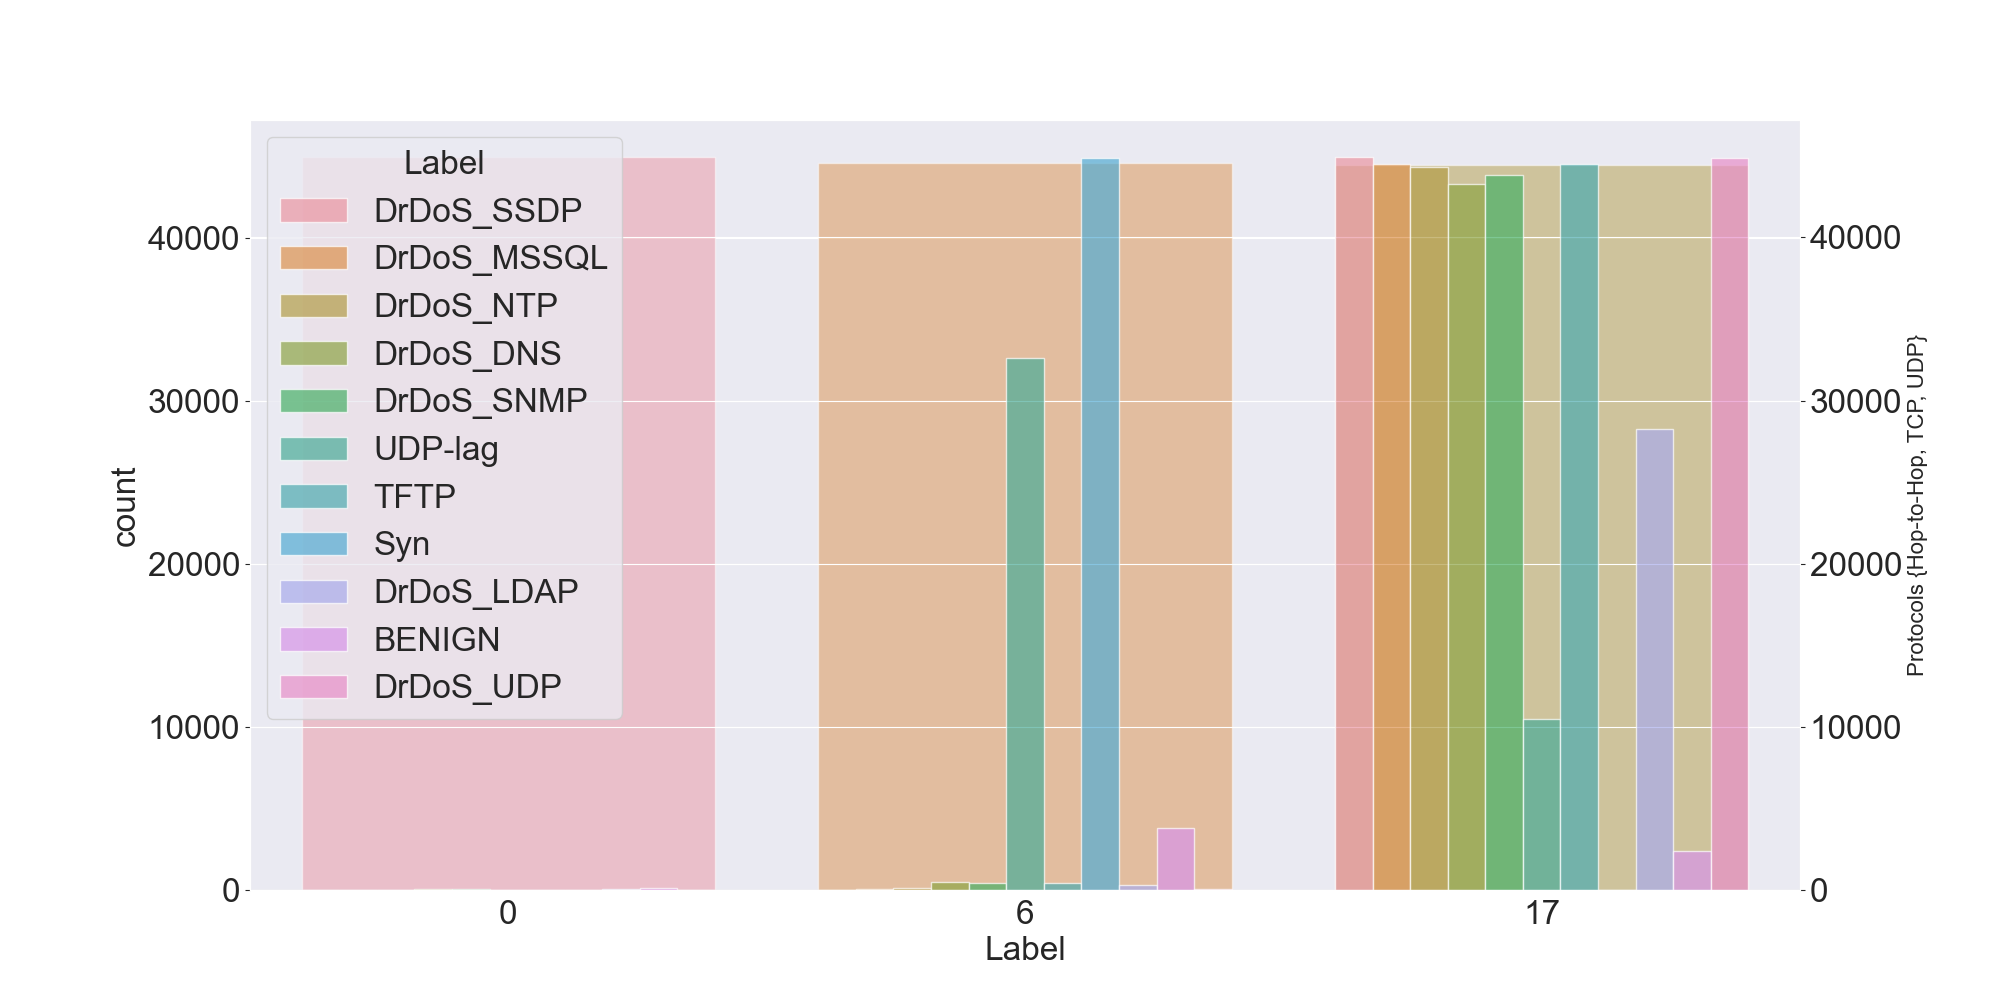 Label
DrDoS_SSDP
DrDoS_MSSQL
DrDoS_NTP
DrDoS_DNS
DrDoS_SNMP
UDP-lag
TFTP
Syn
DrDoS_LDAP
BENIGN
DrDoS_UDP
count
40000
30000
20000
10000
0
40000
30000
20000
10000
0
Protocols {Hop-to-Hop, TCP, UDP}
0 6 17
Label